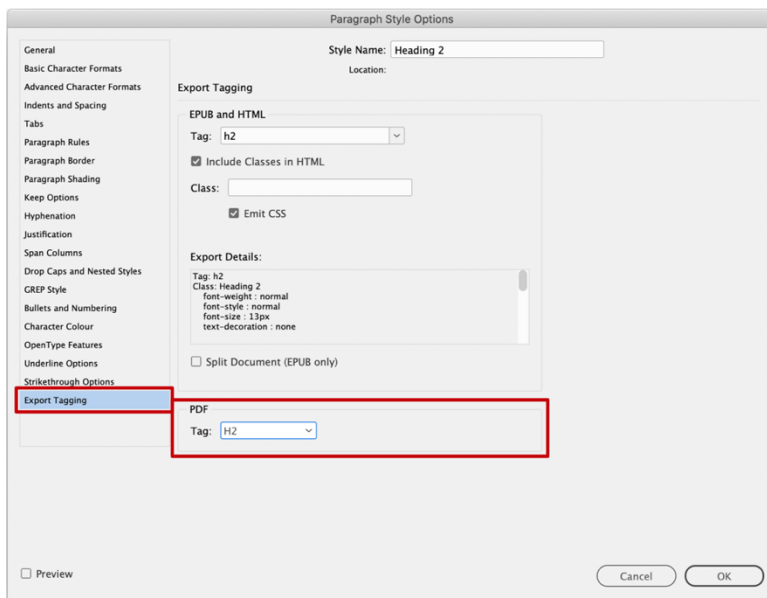 Paragraph Style Options
General
Basic Character Formats
Advanced Character Formats
Indents and Spacing
Tabs
Paragraph Rules
Paragraph Border
Paragraph Shading
Keep Options
Hyphenation
Justification
Span Columns
Drop Caps and Nested Styles
GREP Style
Bullets and Numbering
Character Colour
OpenType Features
Underline Options
Strikethrough Options
Export Tagging
Style Name: Heading 2
Location:
Export Tagging
EPUB and HTML
Tag: h2
Include Classes in HTML
Class:
Emit CSS
Export Details:
Tag: h2
Class: Heading 2
font-weight : normal
font-style : normal
font-size : 13px
text-decoration : none
Split Document (EPUB only)
PDF
Tag: H2
Preview
Cancel
OK